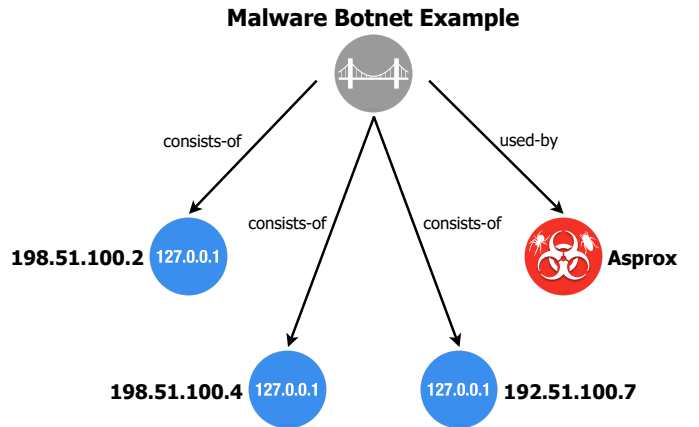 Malware Botnet Example
consists-of
used-by
consists-of
consists-of
198.51.100.2
127.0.0.1
Asprox
198.51.100.4
127.0.0.1
127.0.0.1
192.51.100.7